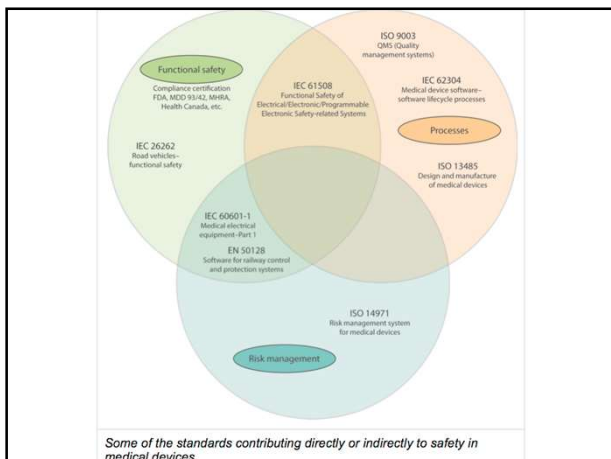 ISO 9003
QMS (Quality
management systems)
Functional safety
Compliance certification
FDA, MDD 93/42, MHRA,
Health Canada, etc.
IEC 61508
Functional Safety of
Electrical/Electronic/Programmable
Electronic Safety-related Systems
IEC 62304
Medical device software–
software lifecycle processes
Processes
IEC 26262
Road vehicles–
functional safety
ISO 13485
Design and manufacture
of medical devices
IEC 60601-1
Medical electrical
equipment–Part 1
EN 50128
Software for railway control
and protection systems
ISO 14971
Risk management system
for medical devices
Risk management
Some of the standards contributing directly or indirectly to safety in
medical devices